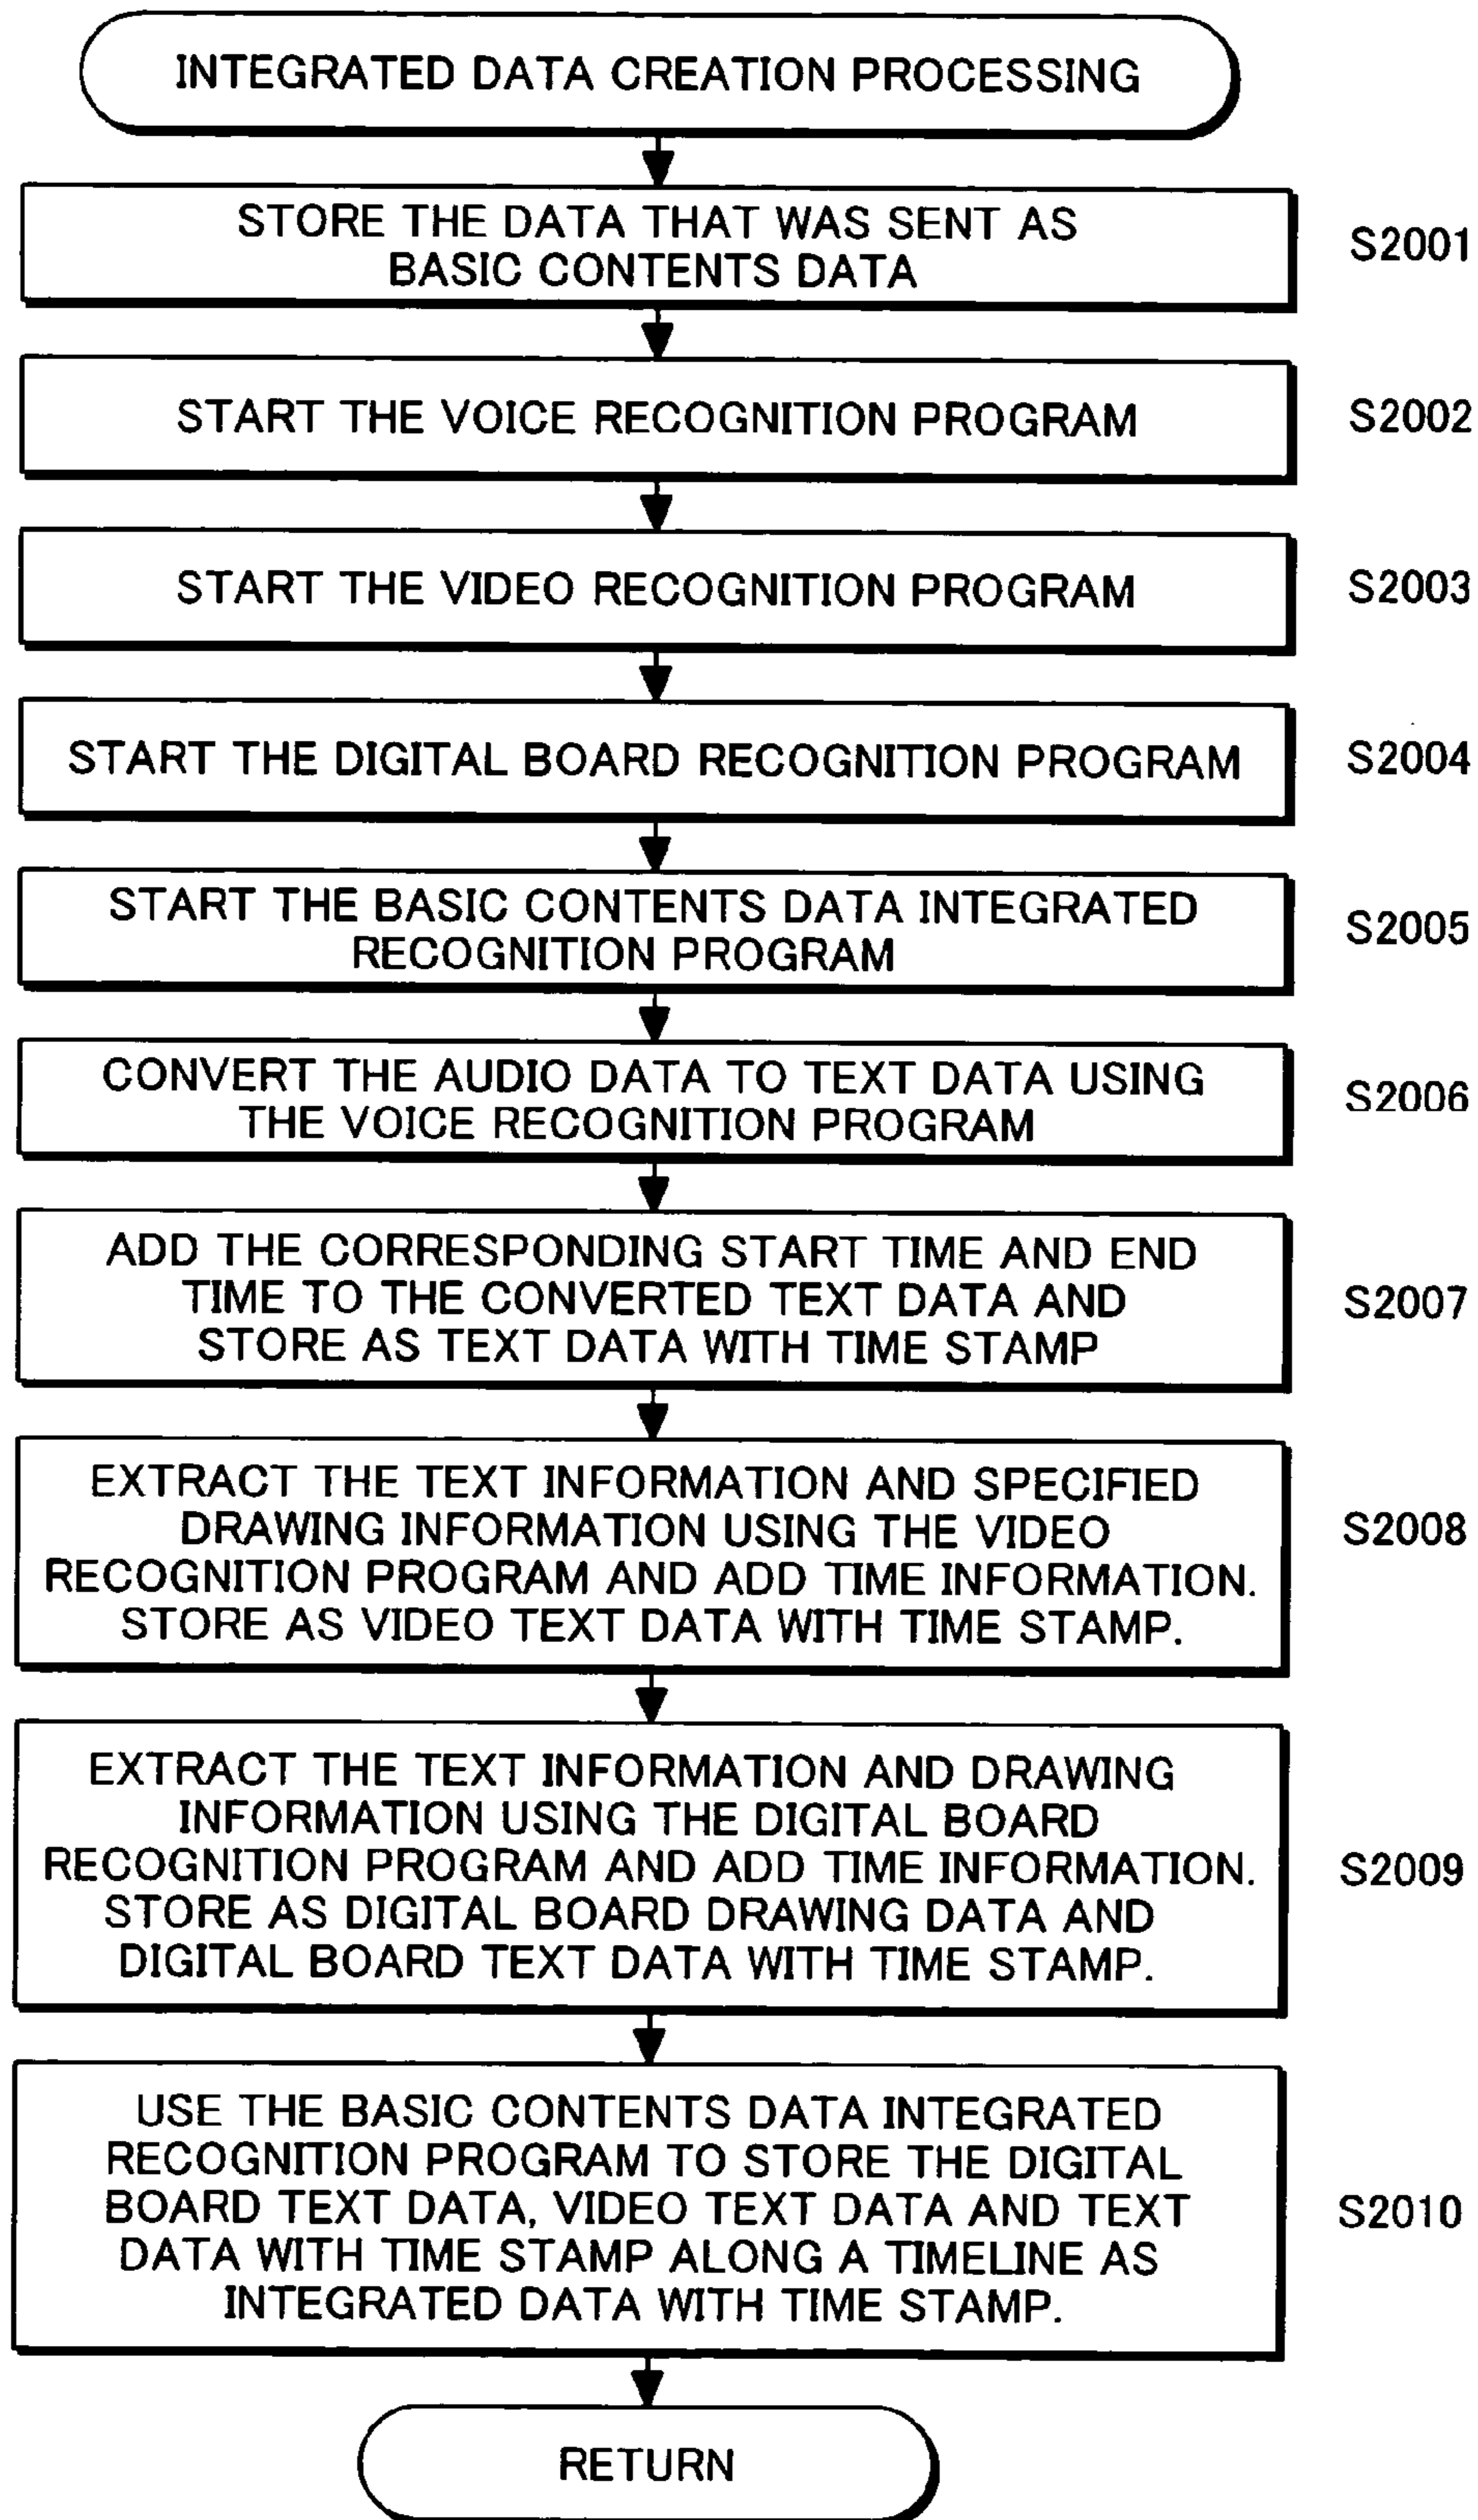 INTEGRATED DATA CREATION PROCESSING
STORE THE DATA THAT WAS SENT AS
BASIC CONTENTS DATA
S2001
START THE VOICE RECOGNITION PROGRAM
S2002
START THE VIDEO RECOGNITION PROGRAM
S2003
START THE DIGITAL BOARD RECOGNITION PROGRAM
S2004
START THE BASIC CONTENTS DATA INTEGRATED
RECOGNITION PROGRAM
S2005
CONVERT THE AUDIO DATA TO TEXT DATA USING
THE VOICE RECOGNITION PROGRAM
S2006
ADD THE CORRESPONDING START TIME AND END
TIME TO THE CONVERTED TEXT DATA AND
STORE AS TEXT DATA WITH TIME STAMP
S2007
EXTRACT THE TEXT INFORMATION AND SPECIFIED
DRAWING INFORMATION USING THE VIDEO
RECOGNITION PROGRAM AND ADD TIME INFORMATION.
STORE AS VIDEO TEXT DATA WITH TIME STAMP.
S2008
EXTRACT THE TEXT INFORMATION AND DRAWING
INFORMATION USING THE DIGITAL BOARD
RECOGNITION PROGRAM AND ADD TIME INFORMATION.
STORE AS DIGITAL BOARD DRAWING DATA AND
DIGITAL BOARD TEXT DATA WITH TIME STAMP.
S2009
USE THE BASIC CONTENTS DATA INTEGRATED
RECOGNITION PROGRAM TO STORE THE DIGITAL
BOARD TEXT DATA, VIDEO TEXT DATA AND TEXT
DATA WITH TIME STAMP ALONG A TIMELINE AS
INTEGRATED DATA WITH TIME STAMP.
S2010
RETURN